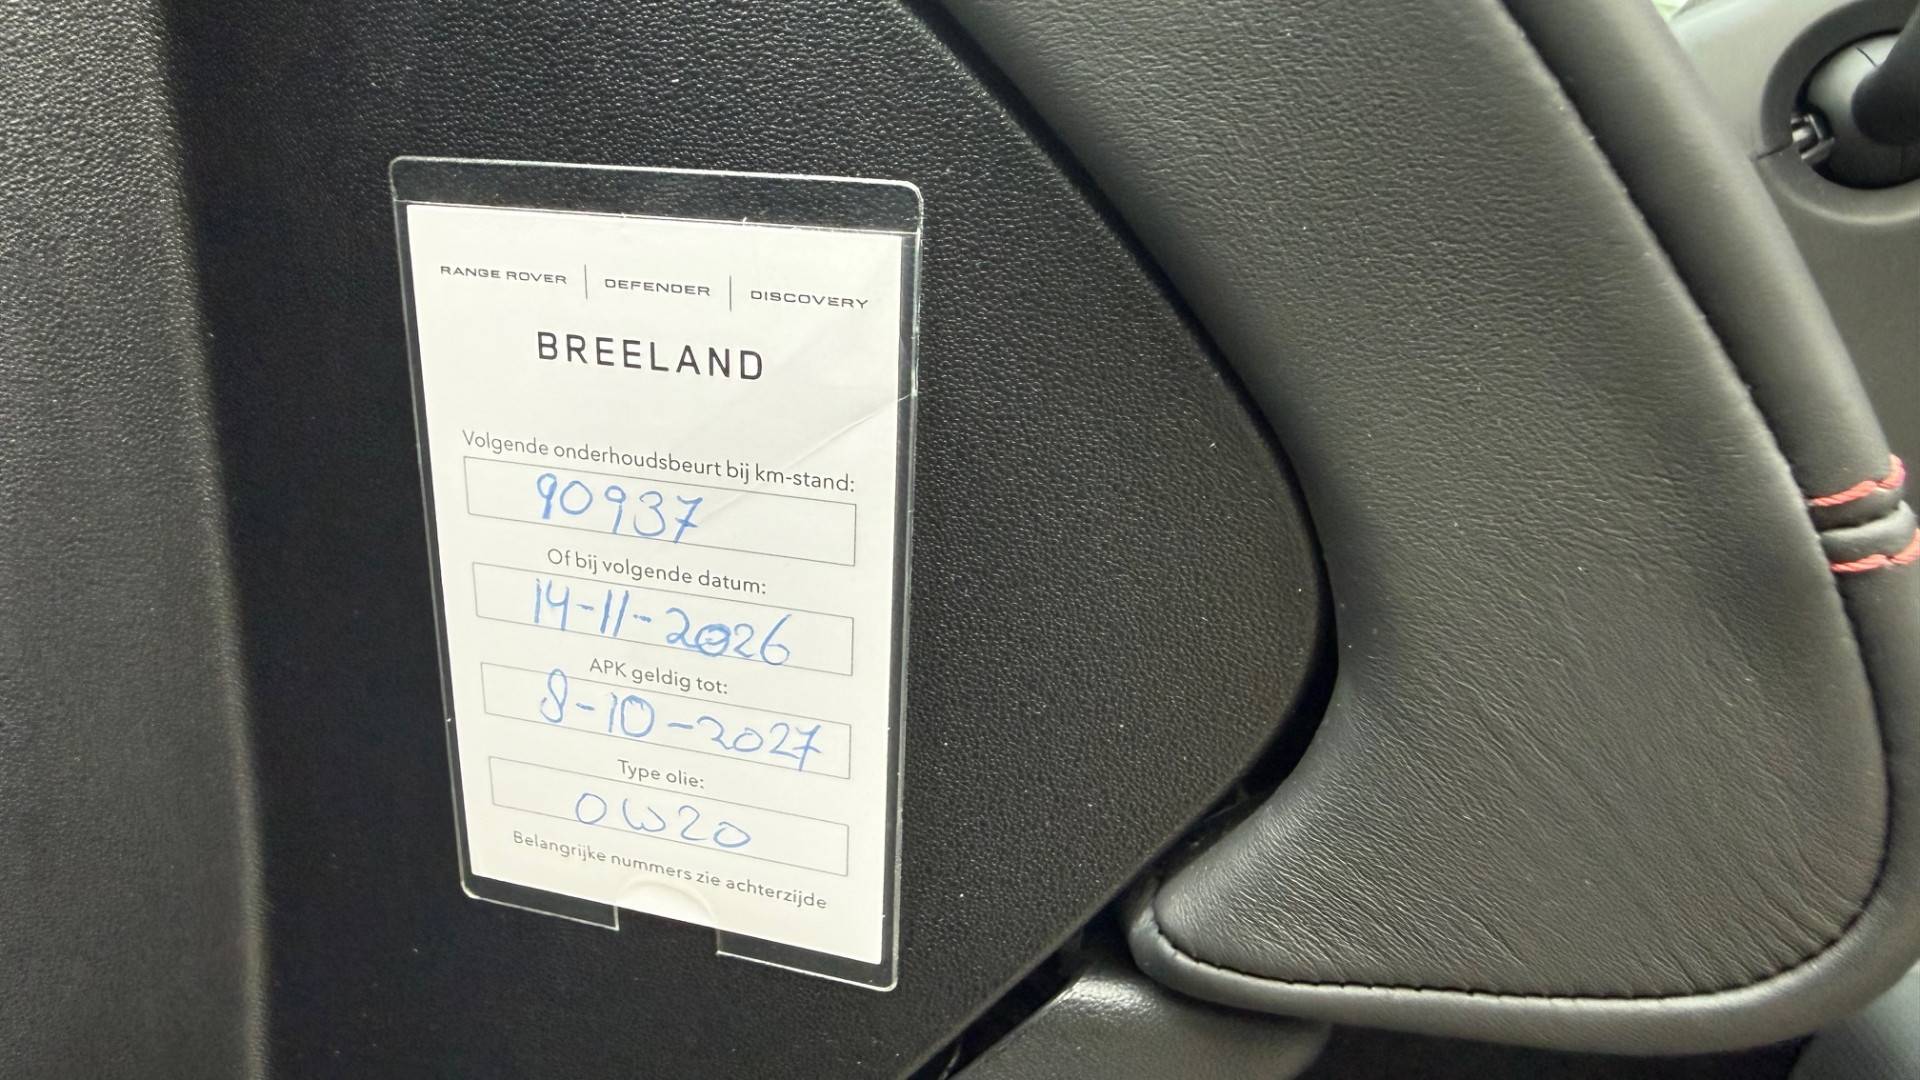 RANGE ROVER | DEFENDER | DISCOVERY
BREELAND
Volgende onderhoudsbeurt bij km-stand:
90937
Of bij volgende datum:
14-11-2026
APK geldig tot:
8-10-2027
Type olie:
0W20
Belangrijke nummers zie achterzijde